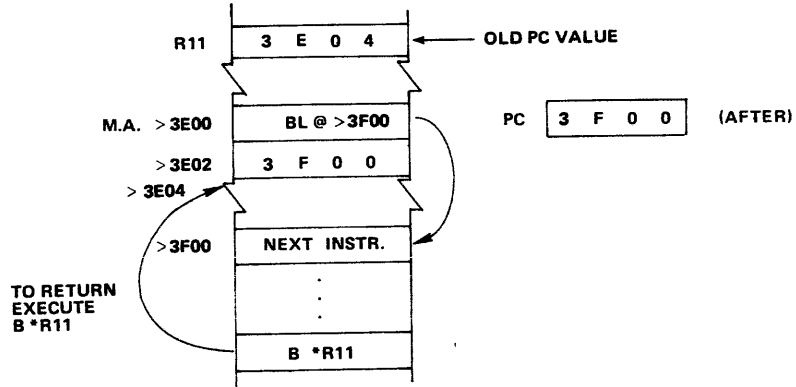 R11 3 E 0 4 OLD PC VALUE
M.A. >3E00 BL @ >3F00 PC 3 F 0 0 (AFTER)
>3E02 3 F 0 0
> 3E04
>3F00 NEXT INSTR.
TO RETURN
EXECUTE
B *R11
B *R11